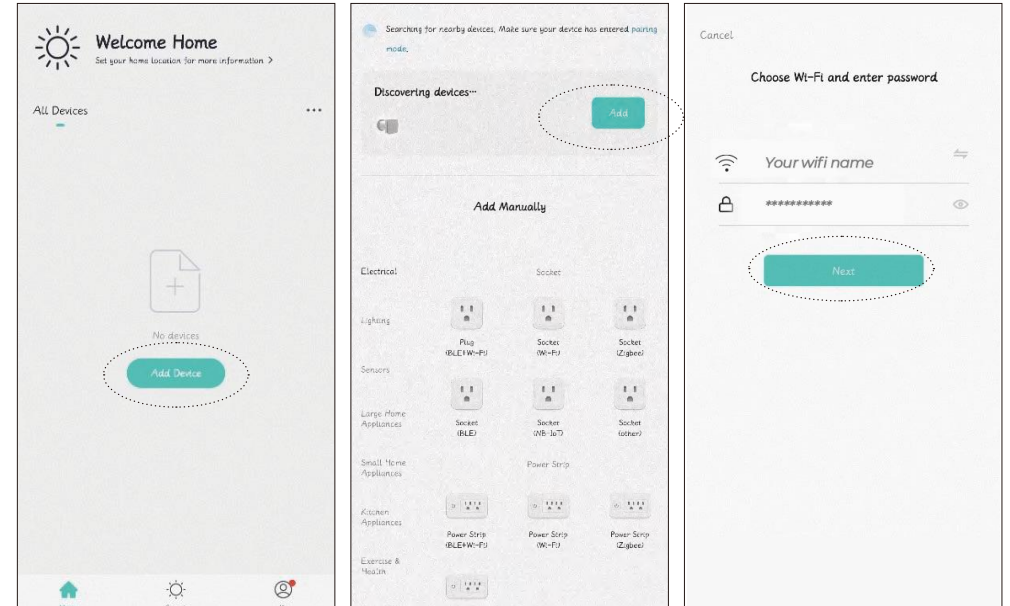 Welcome Home
Set your home location for more information >
All Devices
No devices
Add Device
Searching for nearby devices. Make sure your device has entered pairing
mode.
Discovering devices...
Add
Add Manually
Electrical
Socket
Lighting
Plug
(BLE+Wi-Fi)
Socket
(Wi-Fi)
Socket
(Zigbee)
Sensors
Large Home
Appliances
Socket
(BLE)
Socket
(NB-IoT)
Socket
(other)
Small Home
Appliances
Power Strip
Kitchen
Appliances
Power Strip
(BLE+Wi-Fi)
Power Strip
(Wi-Fi)
Power Strip
(Zigbee)
Exercise &
Health
Cancel
Choose Wi-Fi and enter password
Your wifi name
***********
Next